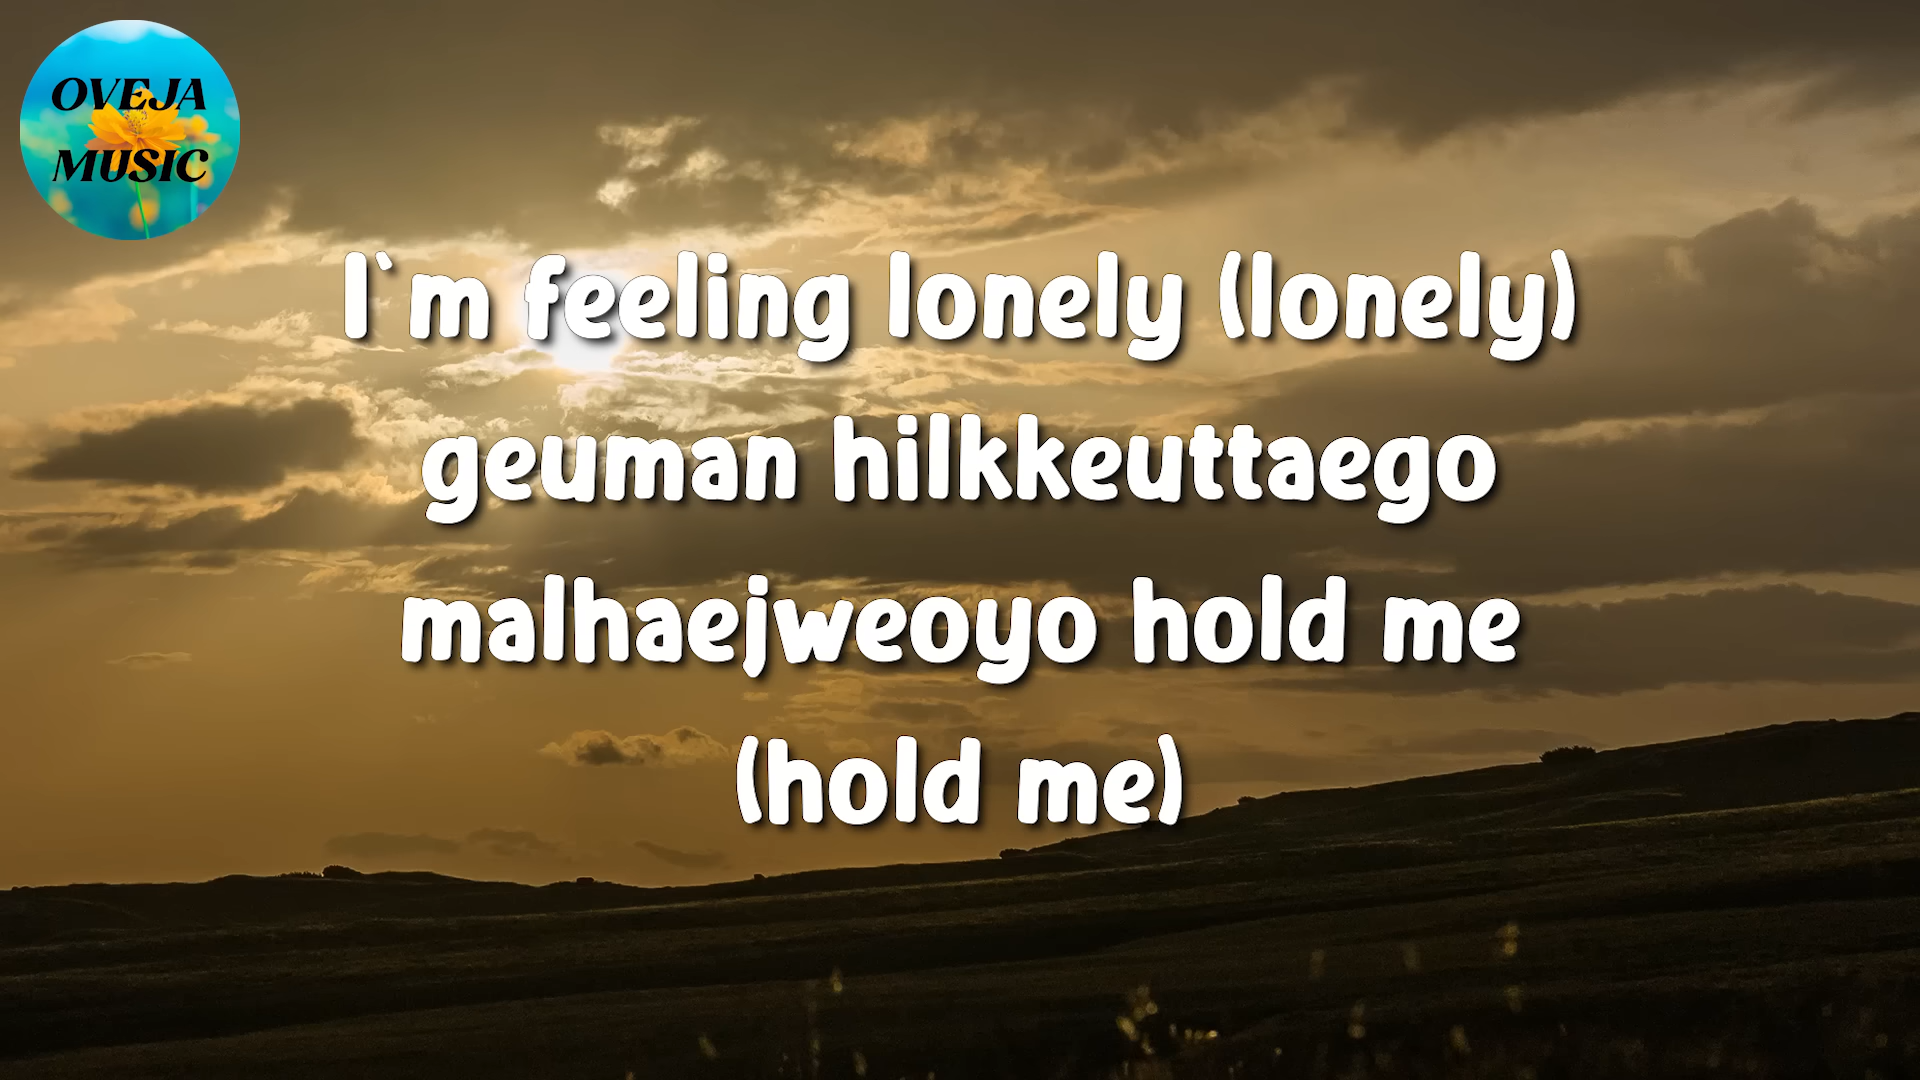 OVEJA
MUSIC
I`m feeling lonely (lonely)
geuman hilkkeuttaego
malhaejweoyo hold me
(hold me)